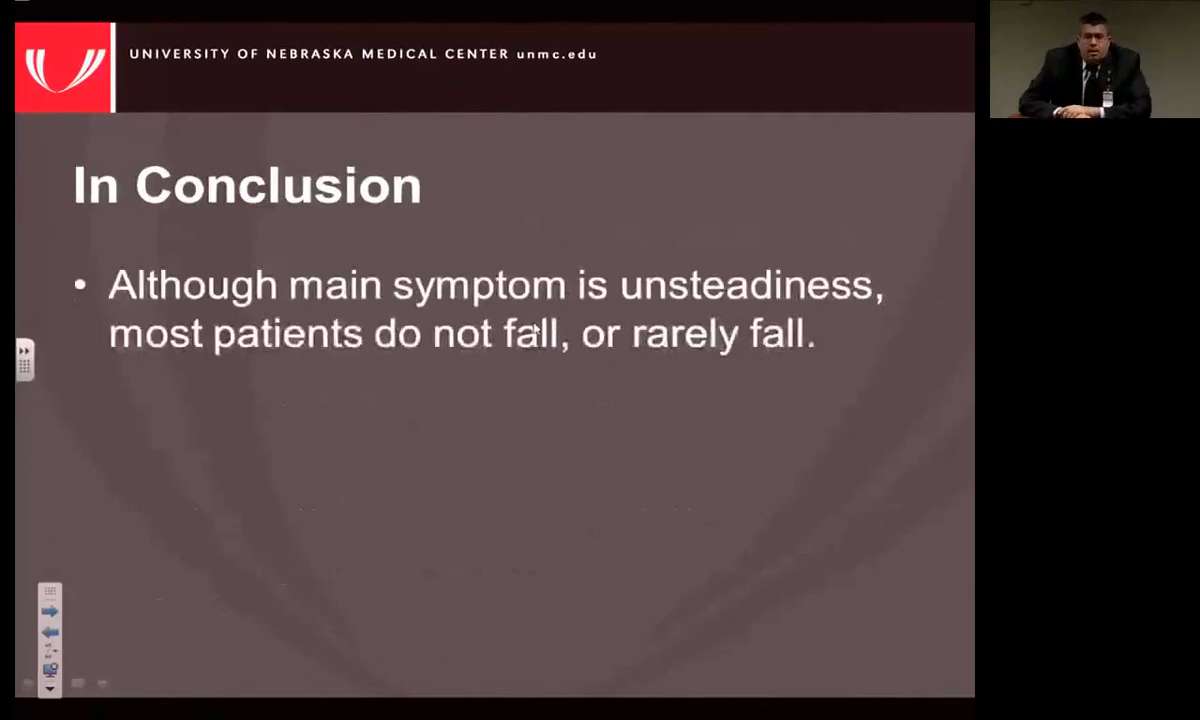 UNIVERSITY OF NEBRASKA MEDICAL CENTER unmc.edu
In Conclusion
• Although main symptom is unsteadiness,
most patients do not fall, or rarely fall.